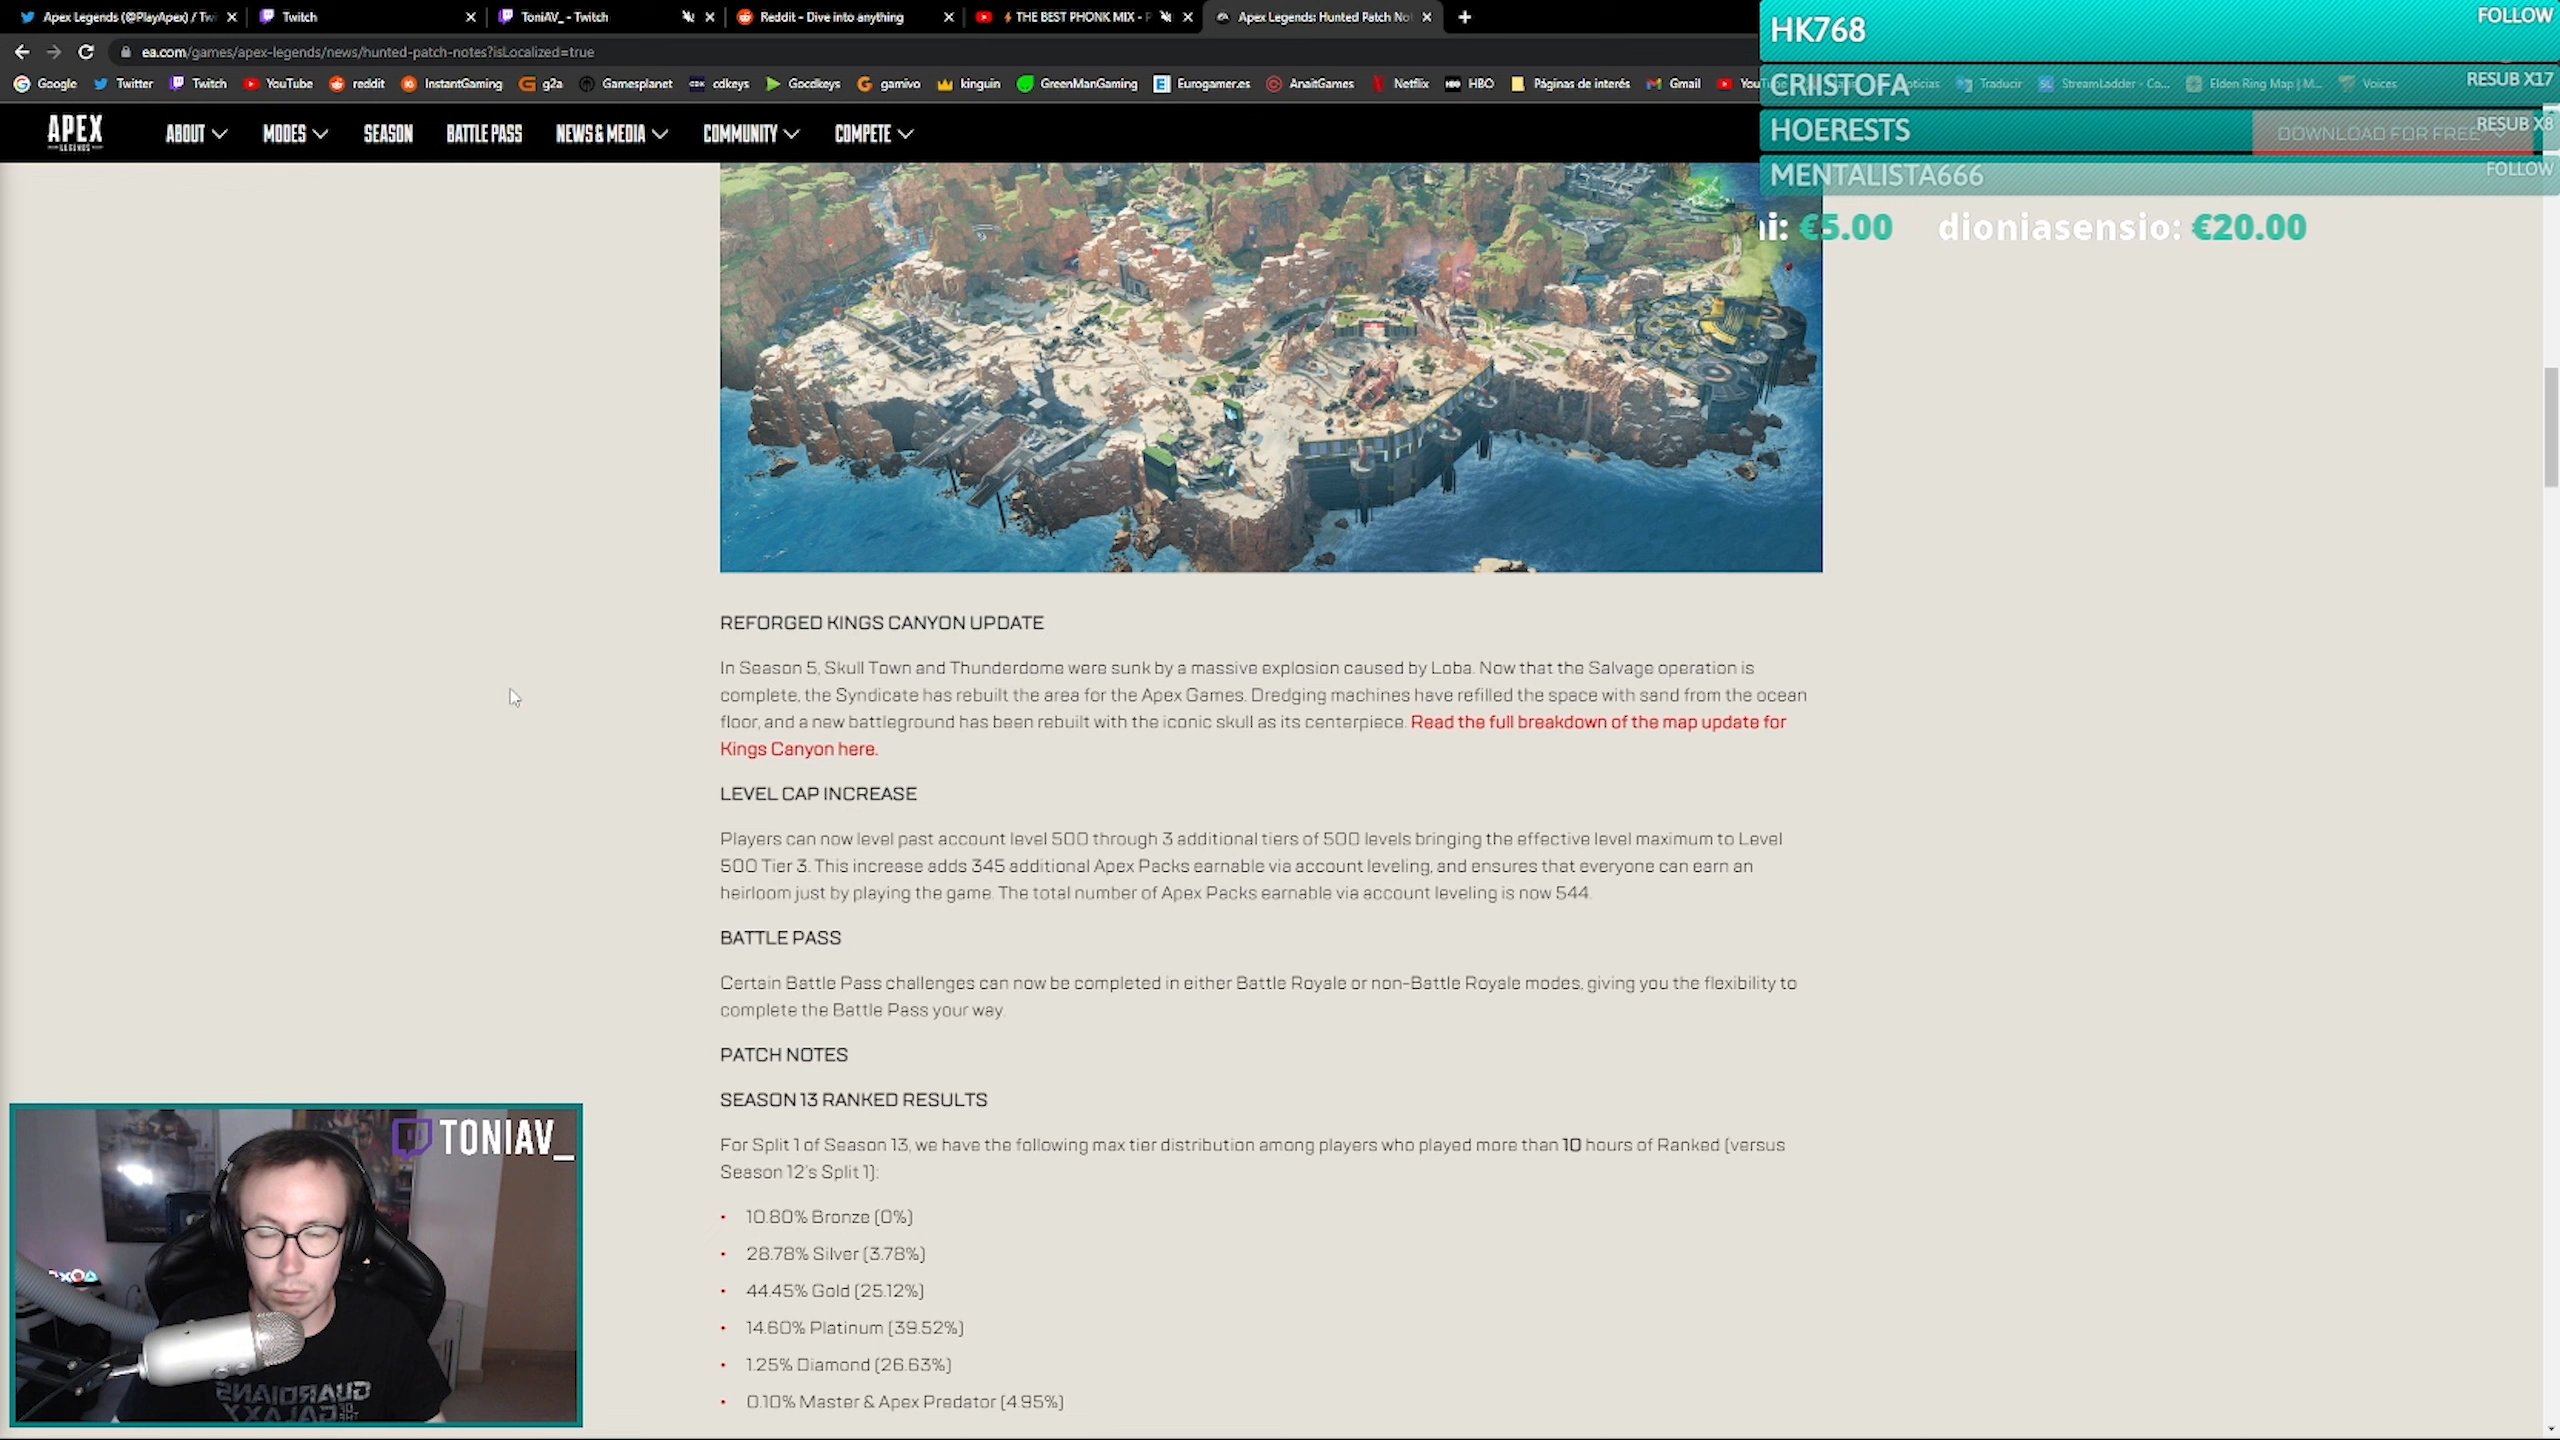 Apex Legends (@PlayApex) / Tw
Twitch
ToniAV_ - Twitch
Reddit - Dive into anything
THE BEST PHONK MIX - P
Apex Legends: Hunted Patch No
ea.com/games/apex-legends/news/hunted-patch-notes?isLocalized=true
Google Twitter Twitch YouTube reddit InstantGaming g2a Gamesplanet cdkeys Gocdkeys gamivo kinguin GreenManGaming Eurogamer.es AnaitGames Netflix HBO Páginas de interés Gmail Traducir StreamLadder - Co... Elden Ring Map | M... Voices
HK768 FOLLOW
CRIISTOFA RESUB X17
HOERESTS RESUB X8
MENTALISTA666 FOLLOW
€5.00 dioniasensio: €20.00
APEX
LEGENDS
ABOUT MODES SEASON BATTLE PASS NEWS & MEDIA COMMUNITY COMPETE
DOWNLOAD FOR FREE
REFORGED KINGS CANYON UPDATE
In Season 5, Skull Town and Thunderdome were sunk by a massive explosion caused by Loba. Now that the Salvage operation is
complete, the Syndicate has rebuilt the area for the Apex Games. Dredging machines have refilled the space with sand from the ocean
floor, and a new battleground has been rebuilt with the iconic skull as its centerpiece. Read the full breakdown of the map update for
Kings Canyon here.
LEVEL CAP INCREASE
Players can now level past account level 500 through 3 additional tiers of 500 levels bringing the effective level maximum to Level
500 Tier 3. This increase adds 345 additional Apex Packs earnable via account leveling, and ensures that everyone can earn an
heirloom just by playing the game. The total number of Apex Packs earnable via account leveling is now 544.
BATTLE PASS
Certain Battle Pass challenges can now be completed in either Battle Royale or non-Battle Royale modes, giving you the flexibility to
complete the Battle Pass your way.
PATCH NOTES
SEASON 13 RANKED RESULTS
For Split 1 of Season 13, we have the following max tier distribution among players who played more than 10 hours of Ranked (versus
Season 12's Split 1):
• 10.80% Bronze (0%)
• 28.78% Silver (3.78%)
• 44.45% Gold (25.12%)
• 14.60% Platinum (39.52%)
• 1.25% Diamond (26.63%)
• 0.10% Master & Apex Predator (4.95%)
TONIAV_
GUARDIANS
OF THE
GALAXY